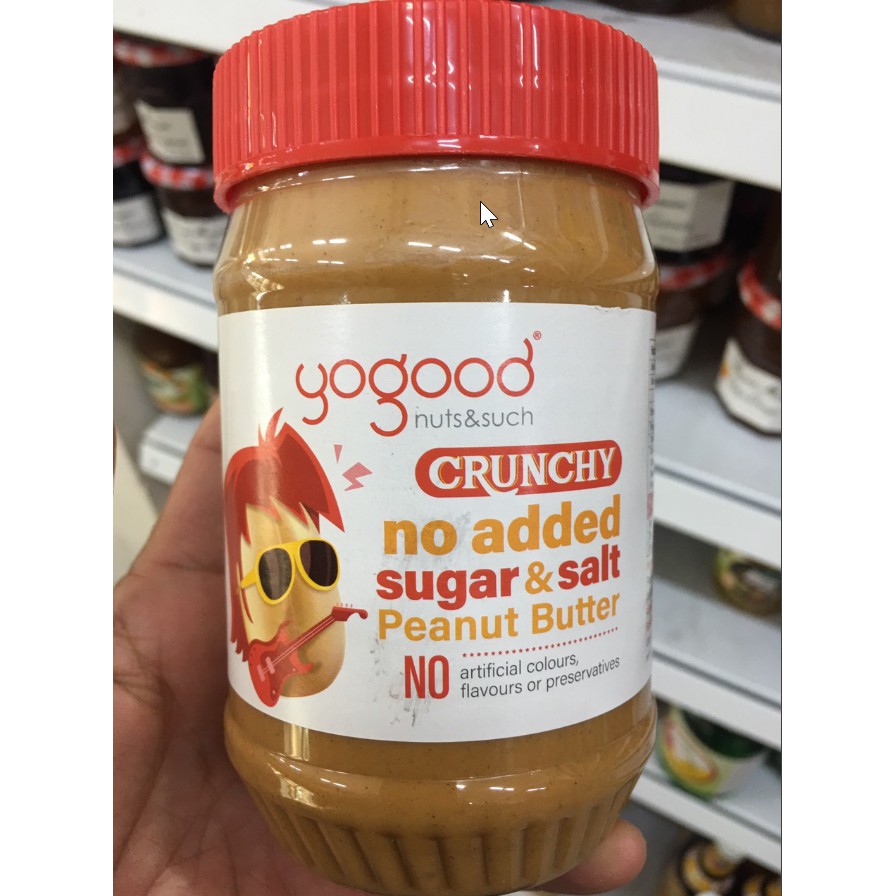 yogood®
nuts&such
CRUNCHY
no added
sugar & salt
Peanut Butter
NO artificial colours,
flavours or preservatives